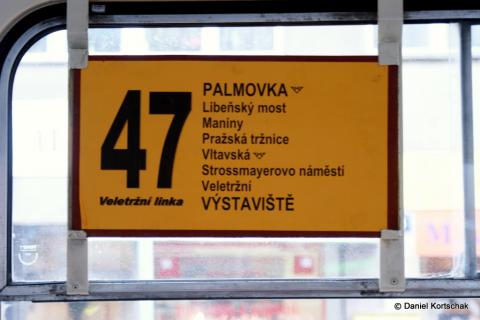 47
Veletržní linka
PALMOVKA
Libeňský most
Maniny
Pražská tržnice
Vltavská
Strossmayerovo náměstí
Veletržní
VÝSTAVIŠTĚ
© Daniel Kortschak